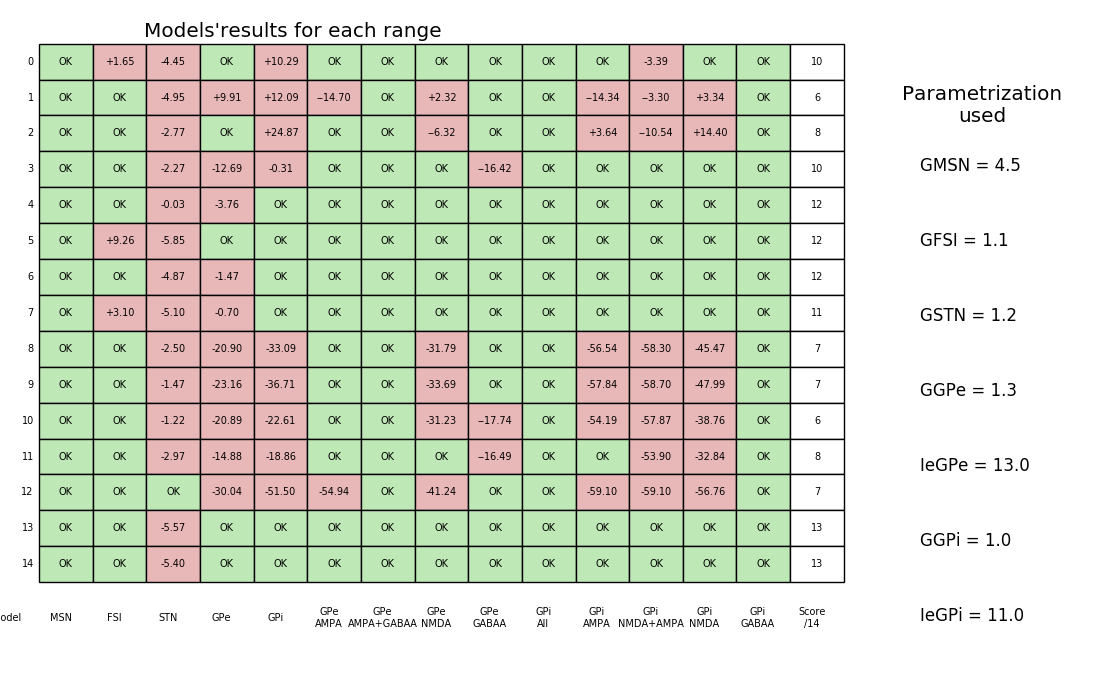 Models'results for each range
0 OK +1.65 -4.45 OK +10.29 OK OK OK OK OK OK -3.39 OK OK 10
1 OK OK -4.95 +9.91 +12.09 --14.70 OK +2.32 OK OK --14.34 --3.30 +3.34 OK 6
2 OK OK -2.77 OK +24.87 OK OK --6.32 OK OK +3.64 --10.54 +14.40 OK 8
3 OK OK -2.27 -12.69 -0.31 OK OK OK --16.42 OK OK OK OK OK 10
4 OK OK -0.03 -3.76 OK OK OK OK OK OK OK OK OK OK 12
5 OK +9.26 -5.85 OK OK OK OK OK OK OK OK OK OK OK 12
6 OK OK -4.87 -1.47 OK OK OK OK OK OK OK OK OK OK 12
7 OK +3.10 -5.10 -0.70 OK OK OK OK OK OK OK OK OK OK 11
8 OK OK -2.50 -20.90 -33.09 OK OK -31.79 OK OK -56.54 -58.30 -45.47 OK 7
9 OK OK -1.47 -23.16 -36.71 OK OK -33.69 OK OK -57.84 -58.70 -47.99 OK 7
10 OK OK -1.22 -20.89 -22.61 OK OK -31.23 --17.74 OK -54.19 -57.87 -38.76 OK 6
11 OK OK -2.97 -14.88 -18.86 OK OK OK --16.49 OK OK -53.90 -32.84 OK 8
12 OK OK OK -30.04 -51.50 -54.94 OK -41.24 OK OK -59.10 -59.10 -56.76 OK 7
13 OK OK -5.57 OK OK OK OK OK OK OK OK OK OK OK 13
14 OK OK -5.40 OK OK OK OK OK OK OK OK OK OK OK 13
odel MSN FSI STN GPe GPi GPe GPe GPe GPe GPi GPi GPi GPi GPi Score
AMPA AMPA+GABAA NMDA GABAA All AMPA NMDA+AMPA NMDA GABAA /14
Parametrization
used
GMSN = 4.5
GFSI = 1.1
GSTN = 1.2
GGPe = 1.3
IeGPe = 13.0
GGPi = 1.0
IeGPi = 11.0